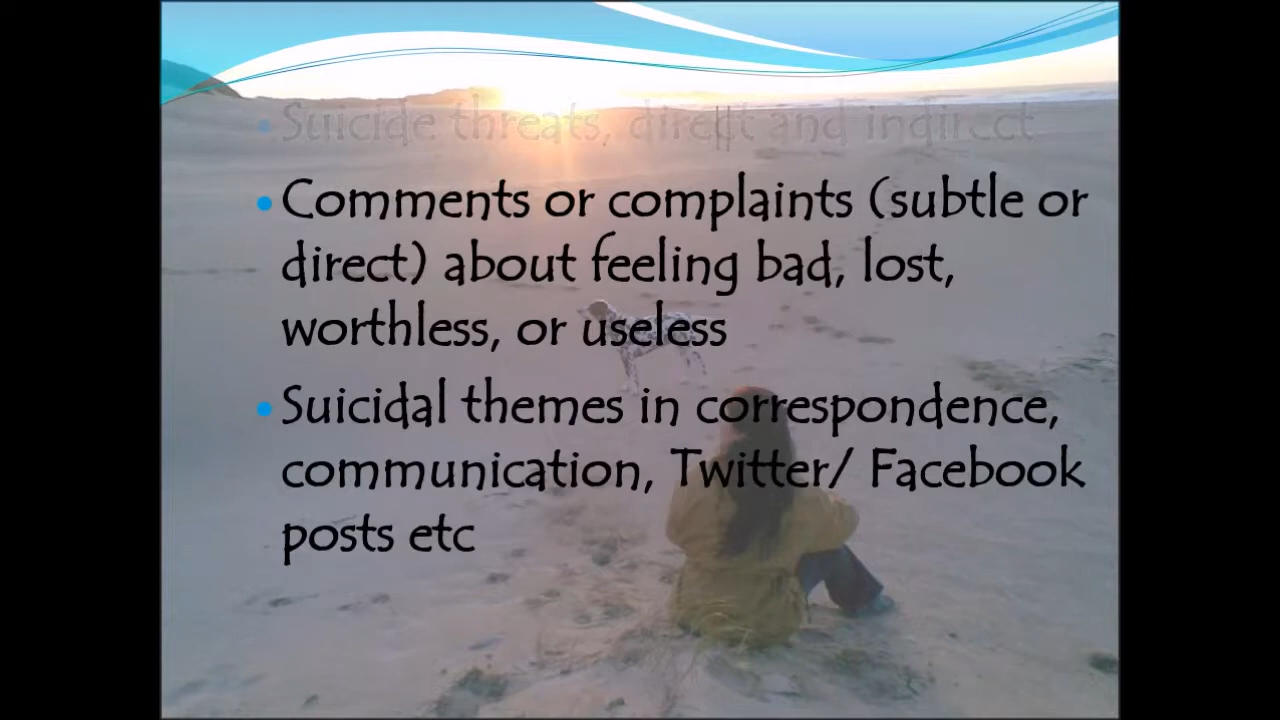 • Suicide threats, direct and indirect
• Comments or complaints (subtle or
direct) about feeling bad, lost,
worthless, or useless
• Suicidal themes in correspondence,
communication, Twitter/ Facebook
posts etc